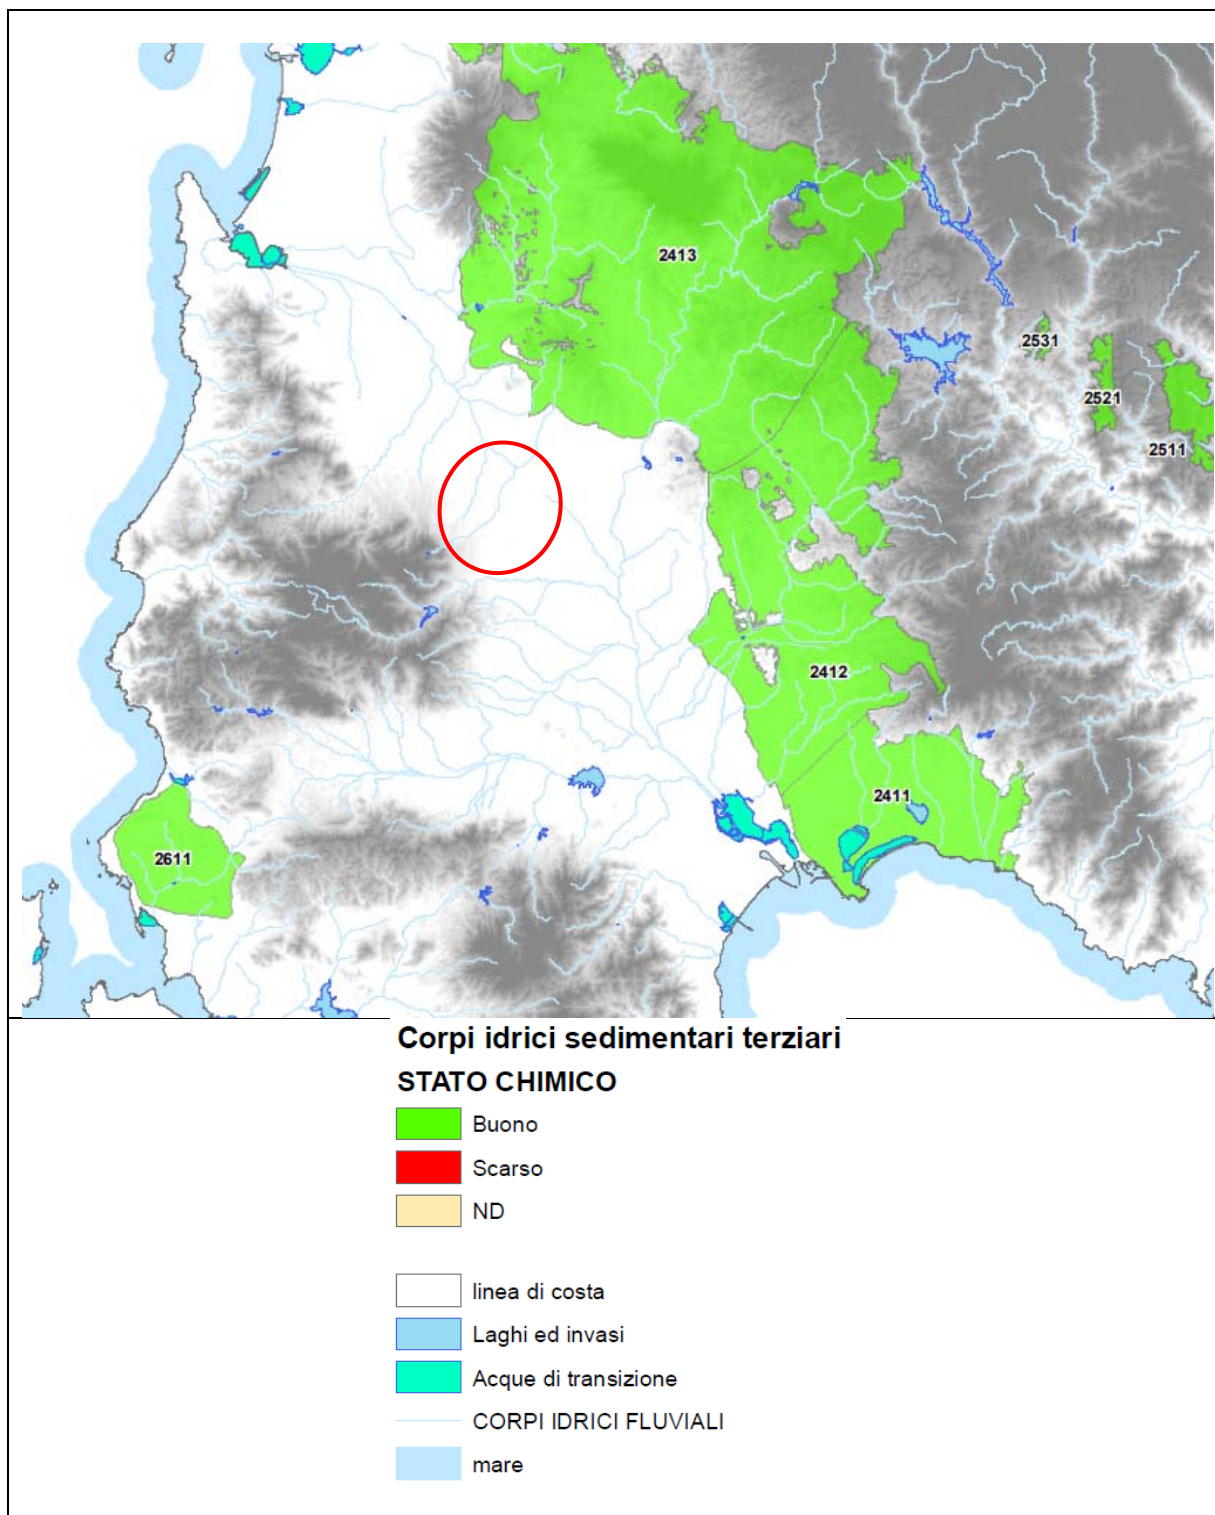 2413
2531
2521
2511
2412
2411
2611
Corpi idrici sedimentari terziari
STATO CHIMICO
Buono
Scarso
ND
linea di costa
Laghi ed invasi
Acque di transizione
CORPI IDRICI FLUVIALI
mare